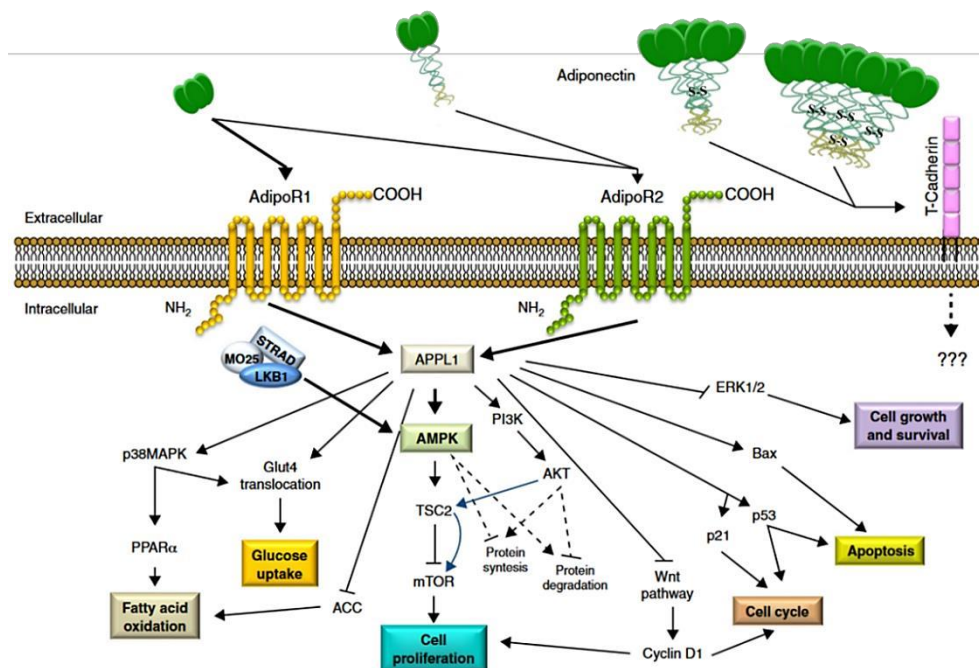 Adiponectin
S-S
S-S
S-S
S-S
S-S
S-S
T-Cadherin
AdipoR1
COOH
AdipoR2
COOH
Extracellular
Intracellular
NH2
NH2
STRAD
MO25
LKB1
APPL1
???
ERK1/2
PI3K
Cell growth
and survival
AMPK
p38MAPK
Glut4
translocation
Bax
AKT
TSC2
p53
p21
PPARα
Protein
syntesis
Apoptosis
Glucose
uptake
Protein
degradation
mTOR
Wnt
pathway
Fatty acid
oxidation
ACC
Cell cycle
Cell
proliferation
Cyclin D1